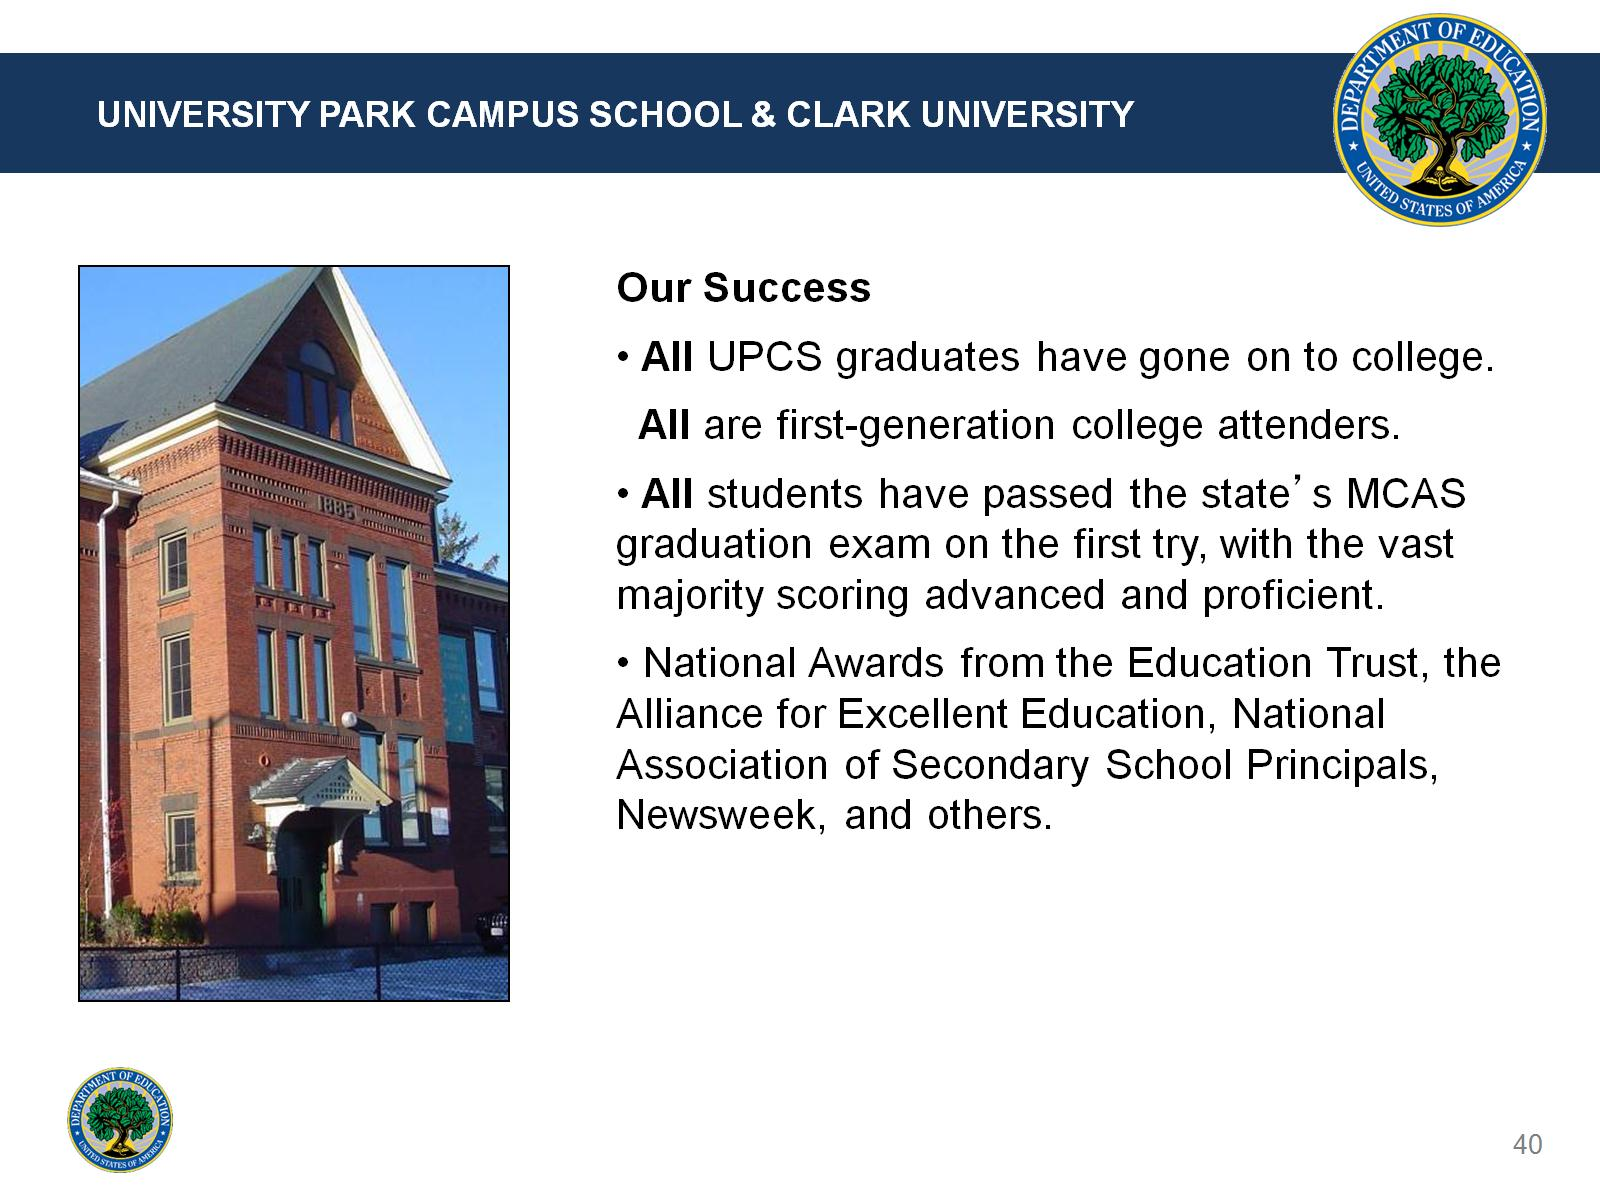 UNIVERSITY PARK CAMPUS SCHOOL & CLARK UNIVERSITY
DEPARTMENT OF EDUCATION
UNITED STATES OF AMERICA
Our Success
• All UPCS graduates have gone on to college.
All are first-generation college attenders.
• All students have passed the state’s MCAS
graduation exam on the first try, with the vast
majority scoring advanced and proficient.
• National Awards from the Education Trust, the
Alliance for Excellent Education, National
Association of Secondary School Principals,
Newsweek, and others.
1885
DEPARTMENT OF EDUCATION
UNITED STATES OF AMERICA
40